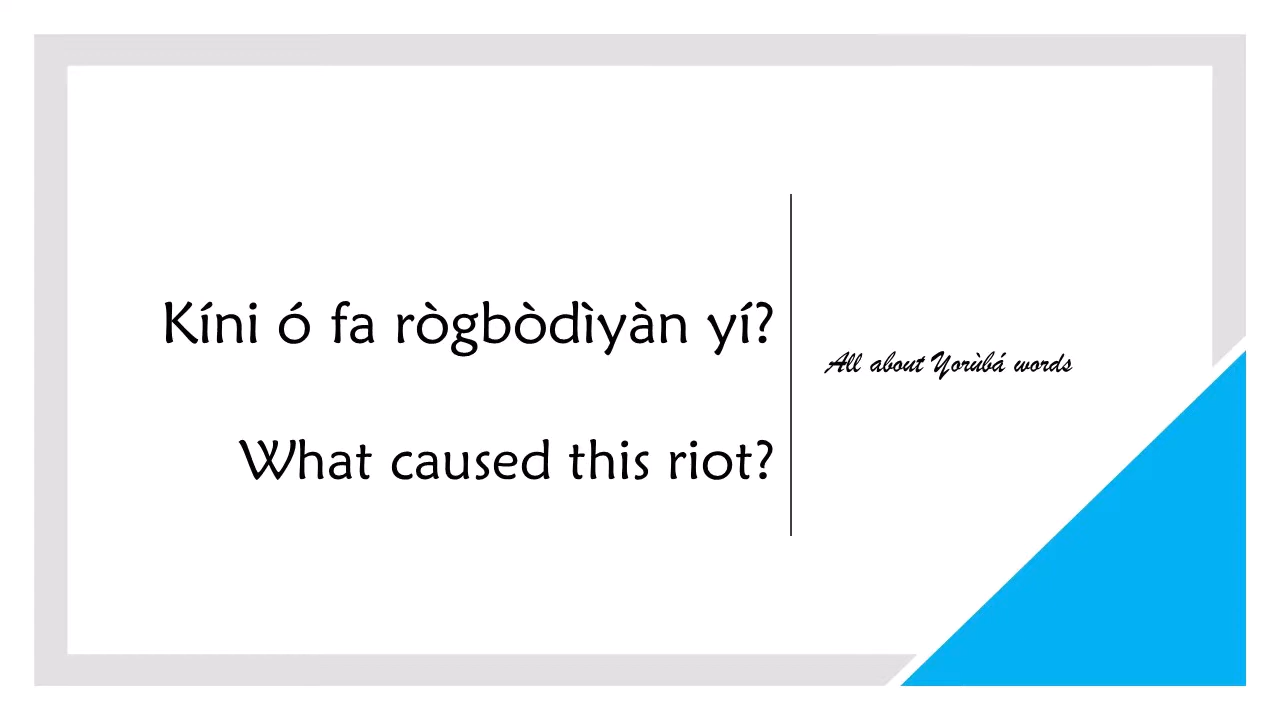 Kíni ó fa rògbòdìyàn yí?
What caused this riot?
All about Yorùbá words